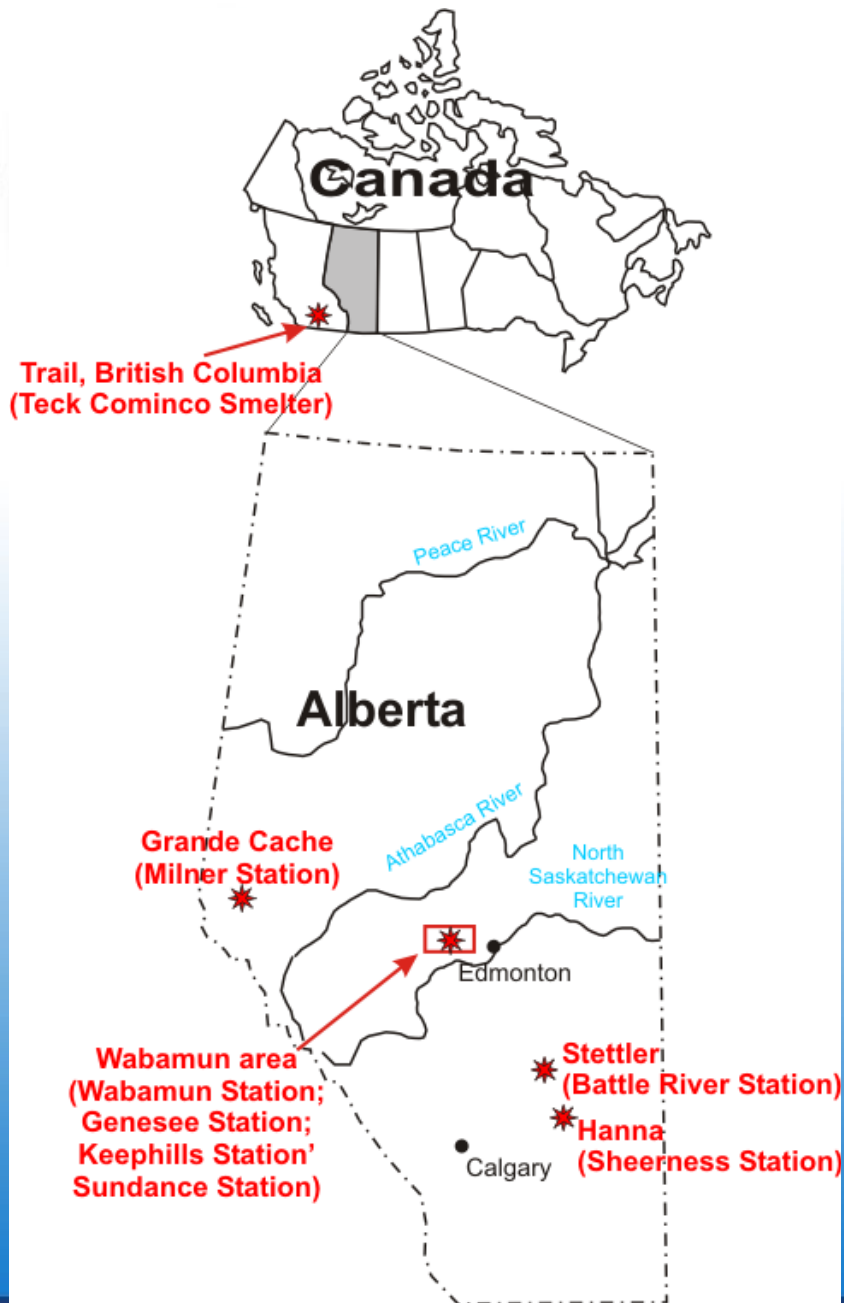 Canada
Trail, British Columbia
(Teck Cominco Smelter)
Peace River
Alberta
Athabasca River
Grande Cache
(Milner Station)
North
Saskatchewan
River
Edmonton
Wabamun area
(Wabamun Station;
Genesee Station;
Keephills Station’
Sundance Station)
Stettler
(Battle River Station)
Hanna
(Sheerness Station)
Calgary